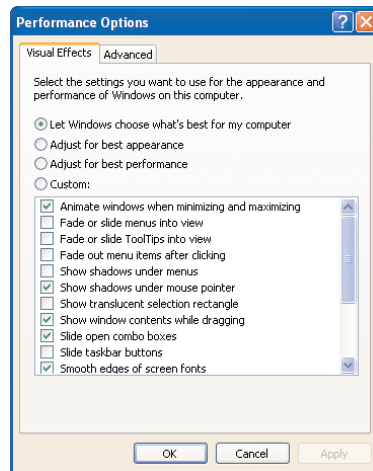 Performance Options
Visual Effects Advanced
Select the settings you want to use for the appearance and
performance of Windows on this computer.
Let Windows choose what's best for my computer
Adjust for best appearance
Adjust for best performance
Custom:
Animate windows when minimizing and maximizing
Fade or slide menus into view
Fade or slide ToolTips into view
Fade out menu items after clicking
Show shadows under menus
Show shadows under mouse pointer
Show translucent selection rectangle
Show window contents while dragging
Slide open combo boxes
Slide taskbar buttons
Smooth edges of screen fonts
OK Cancel Apply